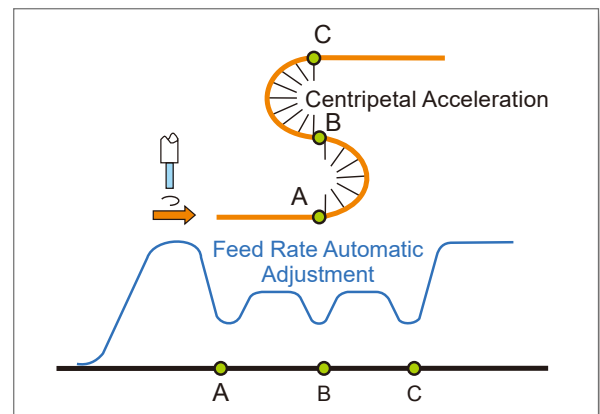 C
Centripetal Acceleration
B
A
Feed Rate Automatic
Adjustment
A
B
C